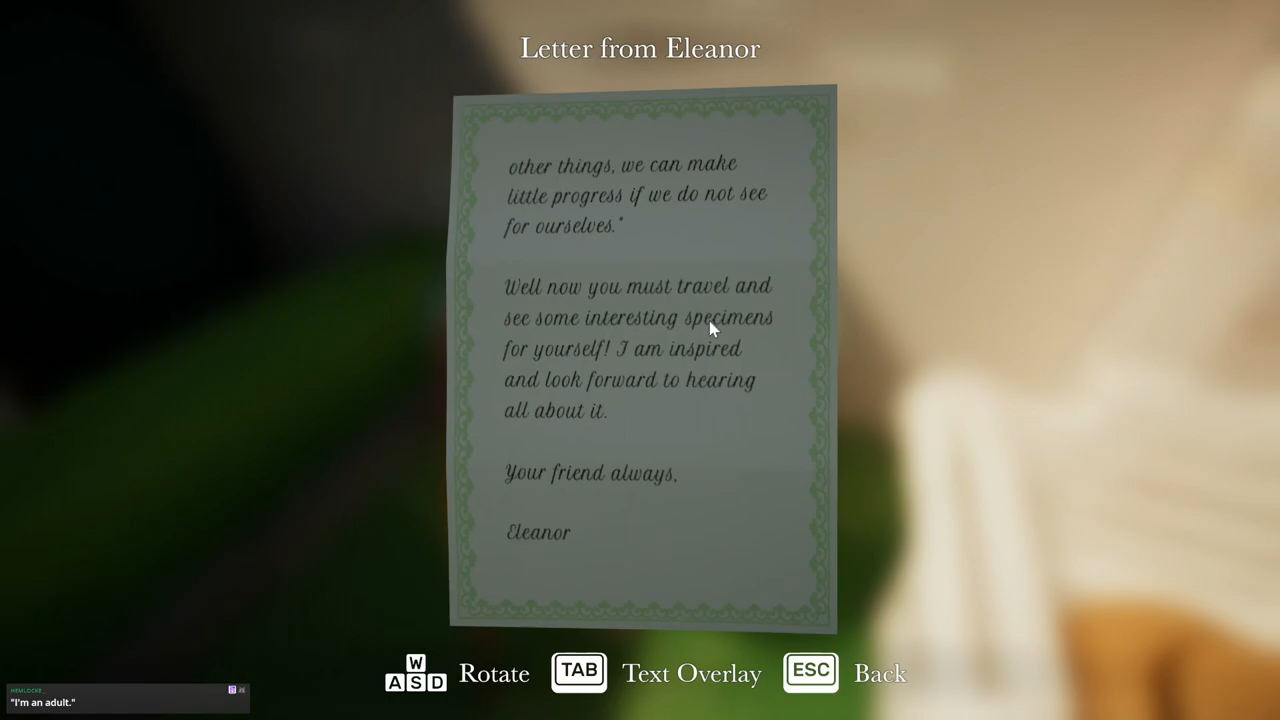 Letter from Eleanor
other things, we can make
little progress if we do not see
for ourselves."
Well now you must travel and
see some interesting specimens
for yourself! I am inspired
and look forward to hearing
all about it.
Your friend always,
Eleanor
W
A S D Rotate TAB Text Overlay ESC Back
HEMLOCKE_
"I'm an adult."